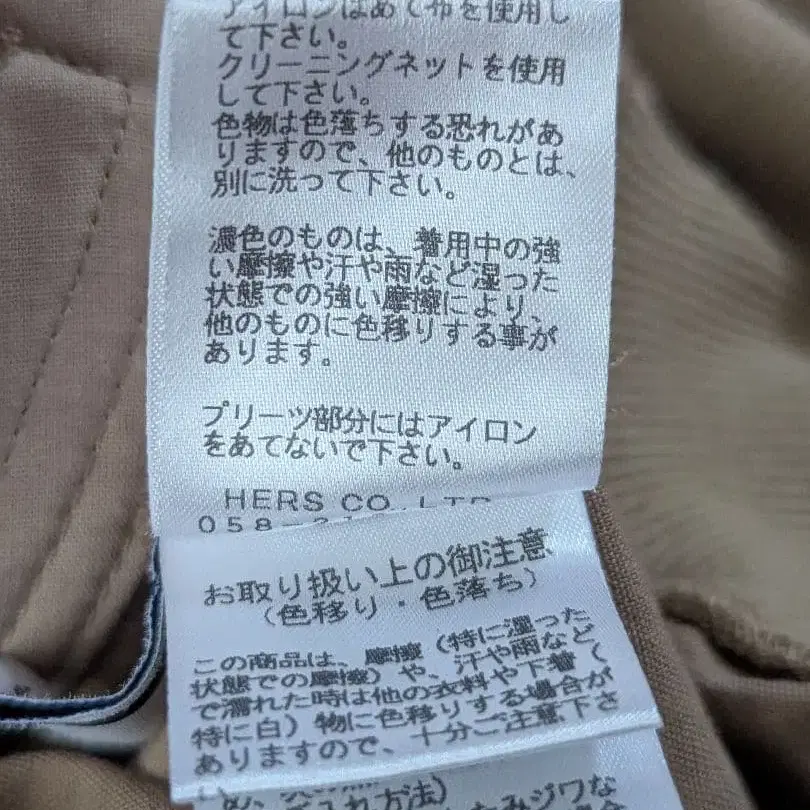 アイロンはあて布を使用し
て下さい。
クリーニングネットを使用
して下さい。
色物は色落ちする恐れがあ
りますので、他のものとは、
別に洗って下さい。
濃色のものは、着用中の強
い摩擦や汗や雨など湿った
状態での強い摩擦により、
他のものに色移りする事が
あります。
プリーツ部分にはアイロン
をあてないで下さい。
HERS CO.LTD
058-
お取り扱い上の御注意
(色移り・色落ち)
この商品は、摩擦(特に湿った
状態での摩擦)や、汗や雨など
で濡れた時は他の衣料や下着(
特に白)物に色移りする場合が
ありますので、十分ご注意下さ
い
入れ方法)
みジワな